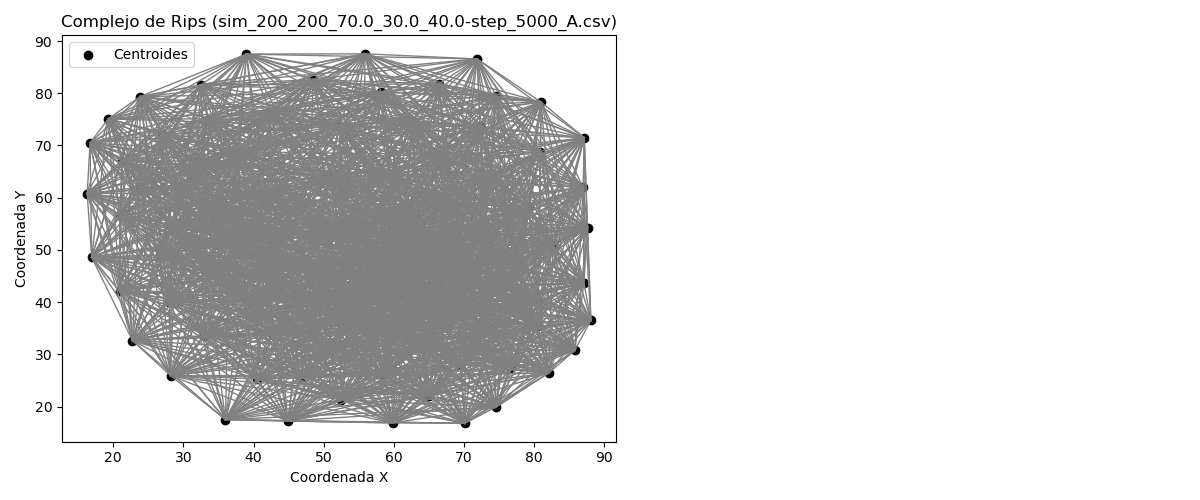 Complejo de Rips (sim_200_200_70.0_30.0_40.0-step_5000_A.csv)
Centroides
90
80
70
60
50
40
30
20
Coordenada Y
20 30 40 50 60 70 80 90
Coordenada X